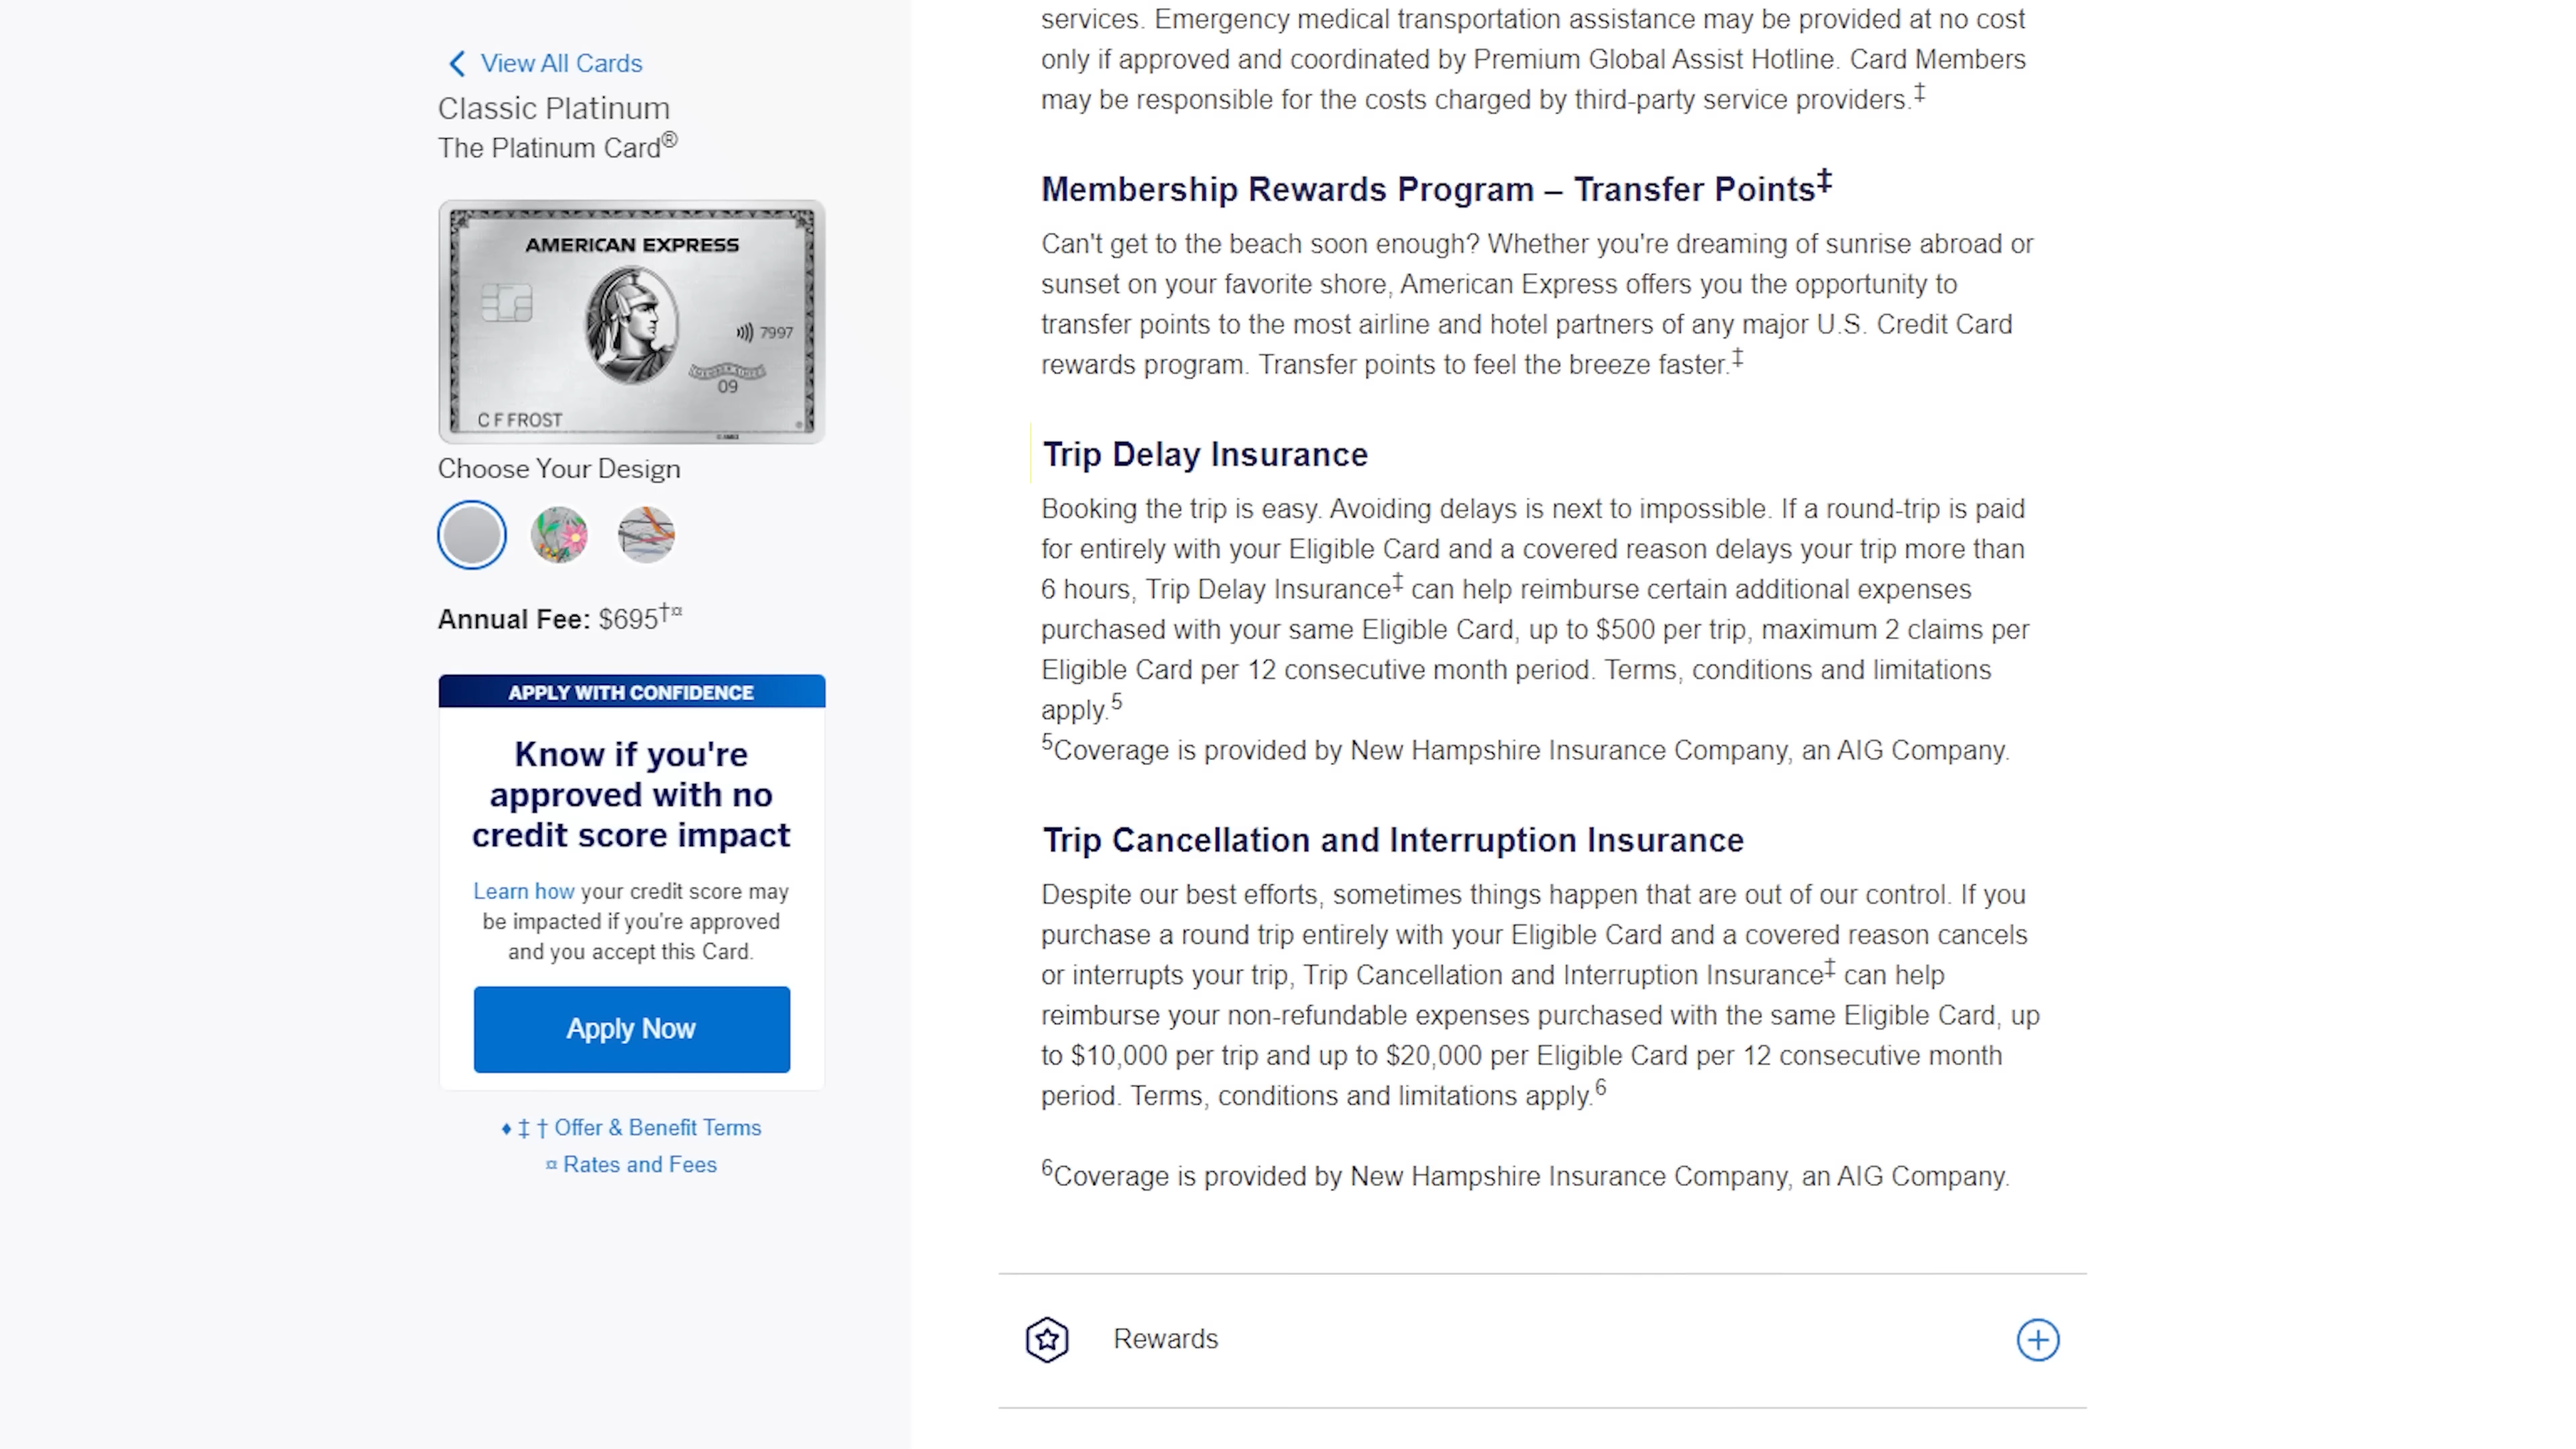 View All Cards
Classic Platinum
The Platinum Card®
AMERICAN EXPRESS
7997
MEMBER SINCE
09
C F FROST
Choose Your Design
Annual Fee: $695†¤
APPLY WITH CONFIDENCE
Know if you're
approved with no
credit score impact
Learn how your credit score may
be impacted if you're approved
and you accept this Card.
Apply Now
♦ ‡ † Offer & Benefit Terms
¤ Rates and Fees
services. Emergency medical transportation assistance may be provided at no cost
only if approved and coordinated by Premium Global Assist Hotline. Card Members
may be responsible for the costs charged by third-party service providers.‡
Membership Rewards Program – Transfer Points‡
Can't get to the beach soon enough? Whether you're dreaming of sunrise abroad or
sunset on your favorite shore, American Express offers you the opportunity to
transfer points to the most airline and hotel partners of any major U.S. Credit Card
rewards program. Transfer points to feel the breeze faster.‡
Trip Delay Insurance
Booking the trip is easy. Avoiding delays is next to impossible. If a round-trip is paid
for entirely with your Eligible Card and a covered reason delays your trip more than
6 hours, Trip Delay Insurance‡ can help reimburse certain additional expenses
purchased with your same Eligible Card, up to $500 per trip, maximum 2 claims per
Eligible Card per 12 consecutive month period. Terms, conditions and limitations
apply.⁵
⁵Coverage is provided by New Hampshire Insurance Company, an AIG Company.
Trip Cancellation and Interruption Insurance
Despite our best efforts, sometimes things happen that are out of our control. If you
purchase a round trip entirely with your Eligible Card and a covered reason cancels
or interrupts your trip, Trip Cancellation and Interruption Insurance‡ can help
reimburse your non-refundable expenses purchased with the same Eligible Card, up
to $10,000 per trip and up to $20,000 per Eligible Card per 12 consecutive month
period. Terms, conditions and limitations apply.⁶
⁶Coverage is provided by New Hampshire Insurance Company, an AIG Company.
Rewards